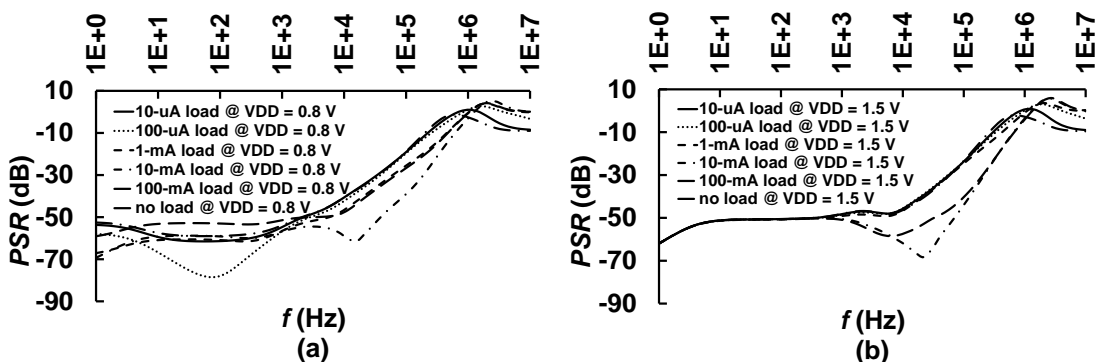 1E+0
1E+1
1E+2
1E+3
1E+4
1E+5
1E+6
1E+7
10
-10
-30
-50
-70
-90
PSR (dB)
10-uA load @ VDD = 0.8 V
100-uA load @ VDD = 0.8 V
1-mA load @ VDD = 0.8 V
10-mA load @ VDD = 0.8 V
100-mA load @ VDD = 0.8 V
no load @ VDD = 0.8 V
f (Hz)
(a)
1E+0
1E+1
1E+2
1E+3
1E+4
1E+5
1E+6
1E+7
10
-10
-30
-50
-70
-90
PSR (dB)
10-uA load @ VDD = 1.5 V
100-uA load @ VDD = 1.5 V
1-mA load @ VDD = 1.5 V
10-mA load @ VDD = 1.5 V
100-mA load @ VDD = 1.5 V
no load @ VDD = 1.5 V
f (Hz)
(b)